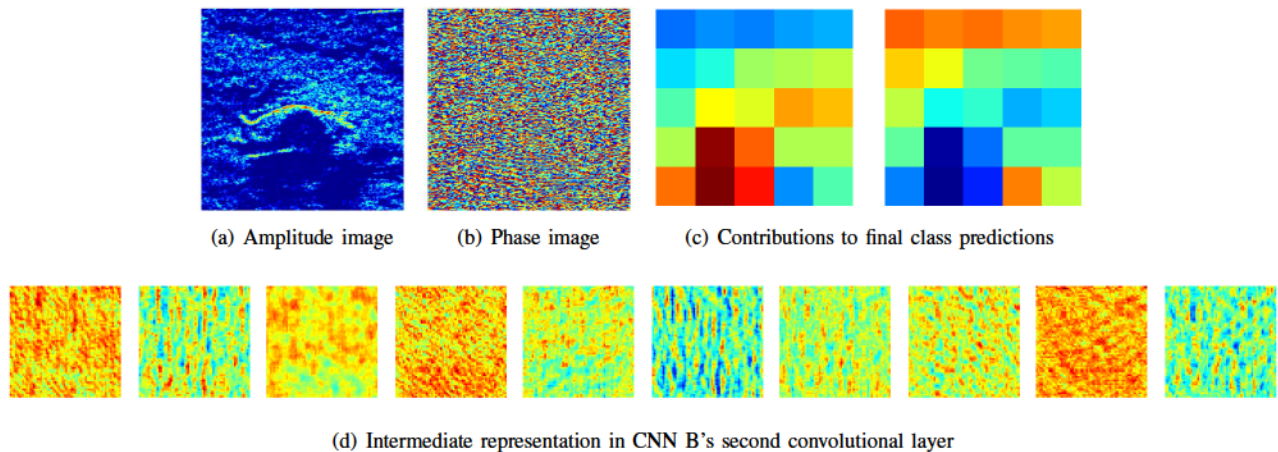 (a) Amplitude image
(b) Phase image
(c) Contributions to final class predictions
(d) Intermediate representation in CNN B's second convolutional layer